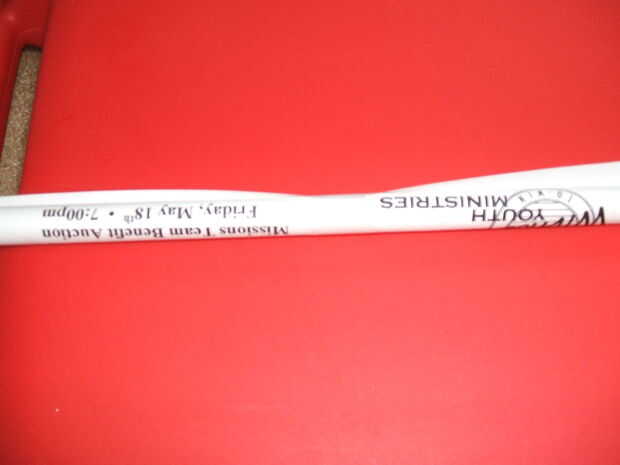 YOUTH
MINISTRIES
Missions Team Benefit Auction
Friday, May 18th • 7:00pm